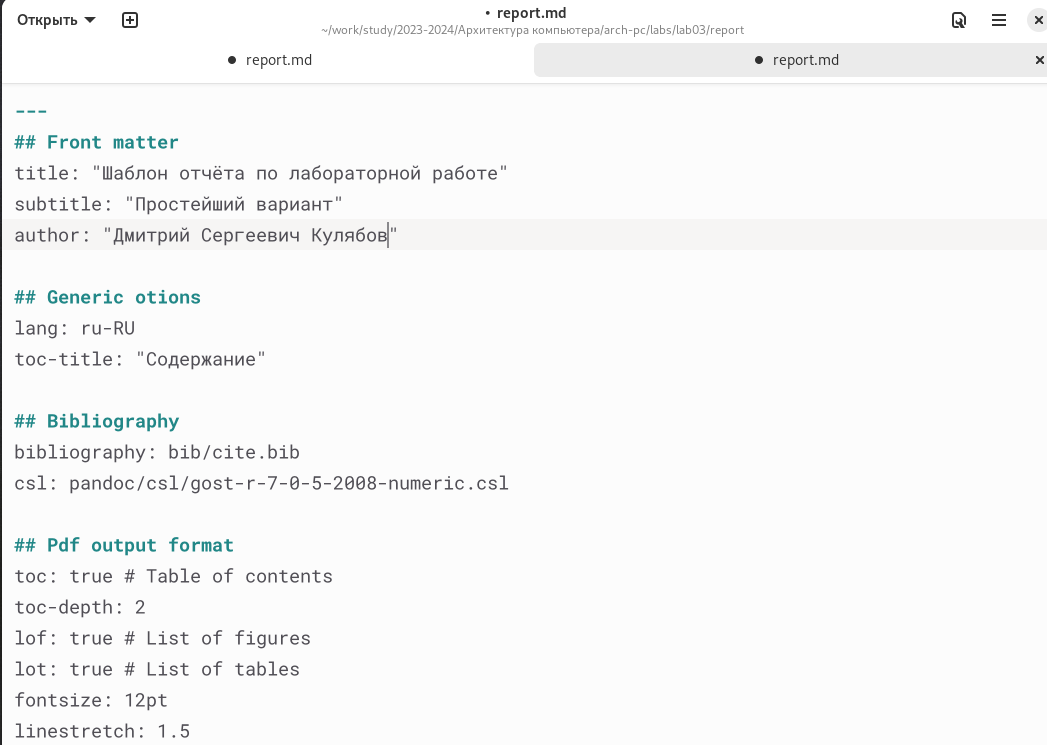 Открыть
• report.md
~/work/study/2023-2024/Архитектура компьютера/arch-pc/labs/lab03/report
● report.md
● report.md
---
## Front matter
title: "Шаблон отчёта по лабораторной работе"
subtitle: "Простейший вариант"
author: "Дмитрий Сергеевич Кулябов"
## Generic otions
lang: ru-RU
toc-title: "Содержание"
## Bibliography
bibliography: bib/cite.bib
csl: pandoc/csl/gost-r-7-0-5-2008-numeric.csl
## Pdf output format
toc: true # Table of contents
toc-depth: 2
lof: true # List of figures
lot: true # List of tables
fontsize: 12pt
linestretch: 1.5